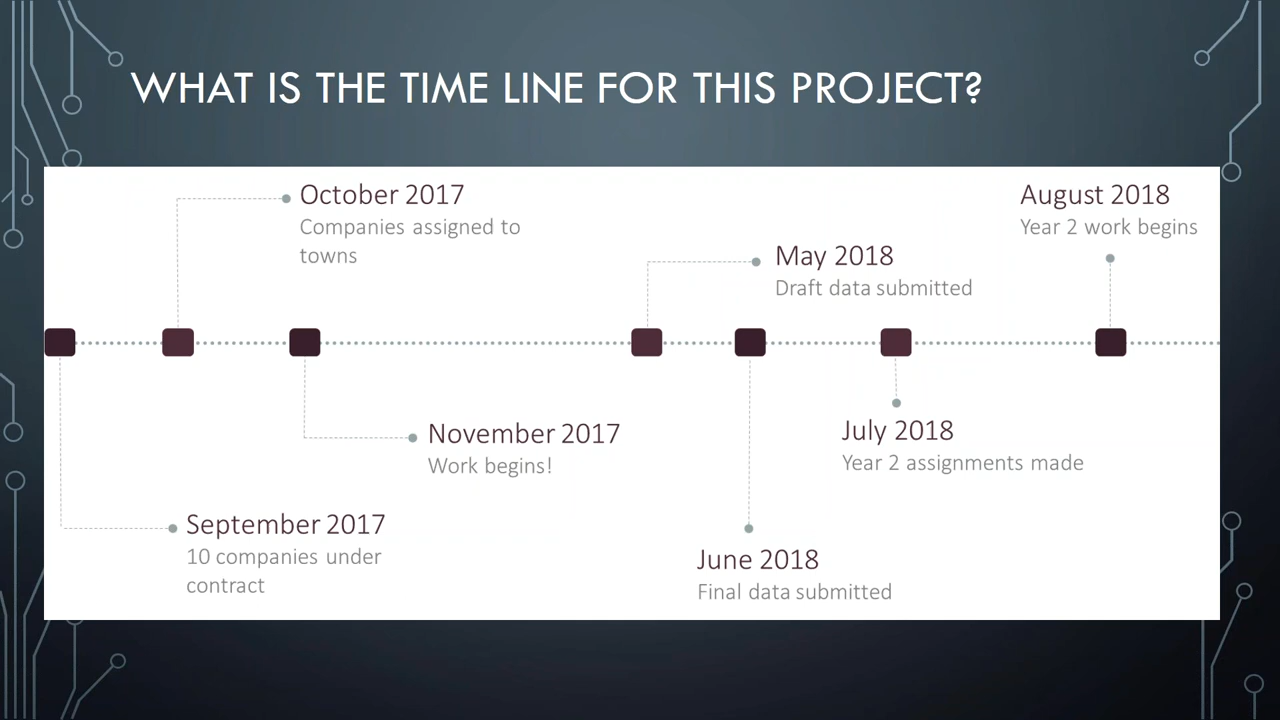 WHAT IS THE TIME LINE FOR THIS PROJECT?
October 2017
Companies assigned to
towns
August 2018
Year 2 work begins
May 2018
Draft data submitted
November 2017
Work begins!
July 2018
Year 2 assignments made
September 2017
10 companies under
contract
June 2018
Final data submitted